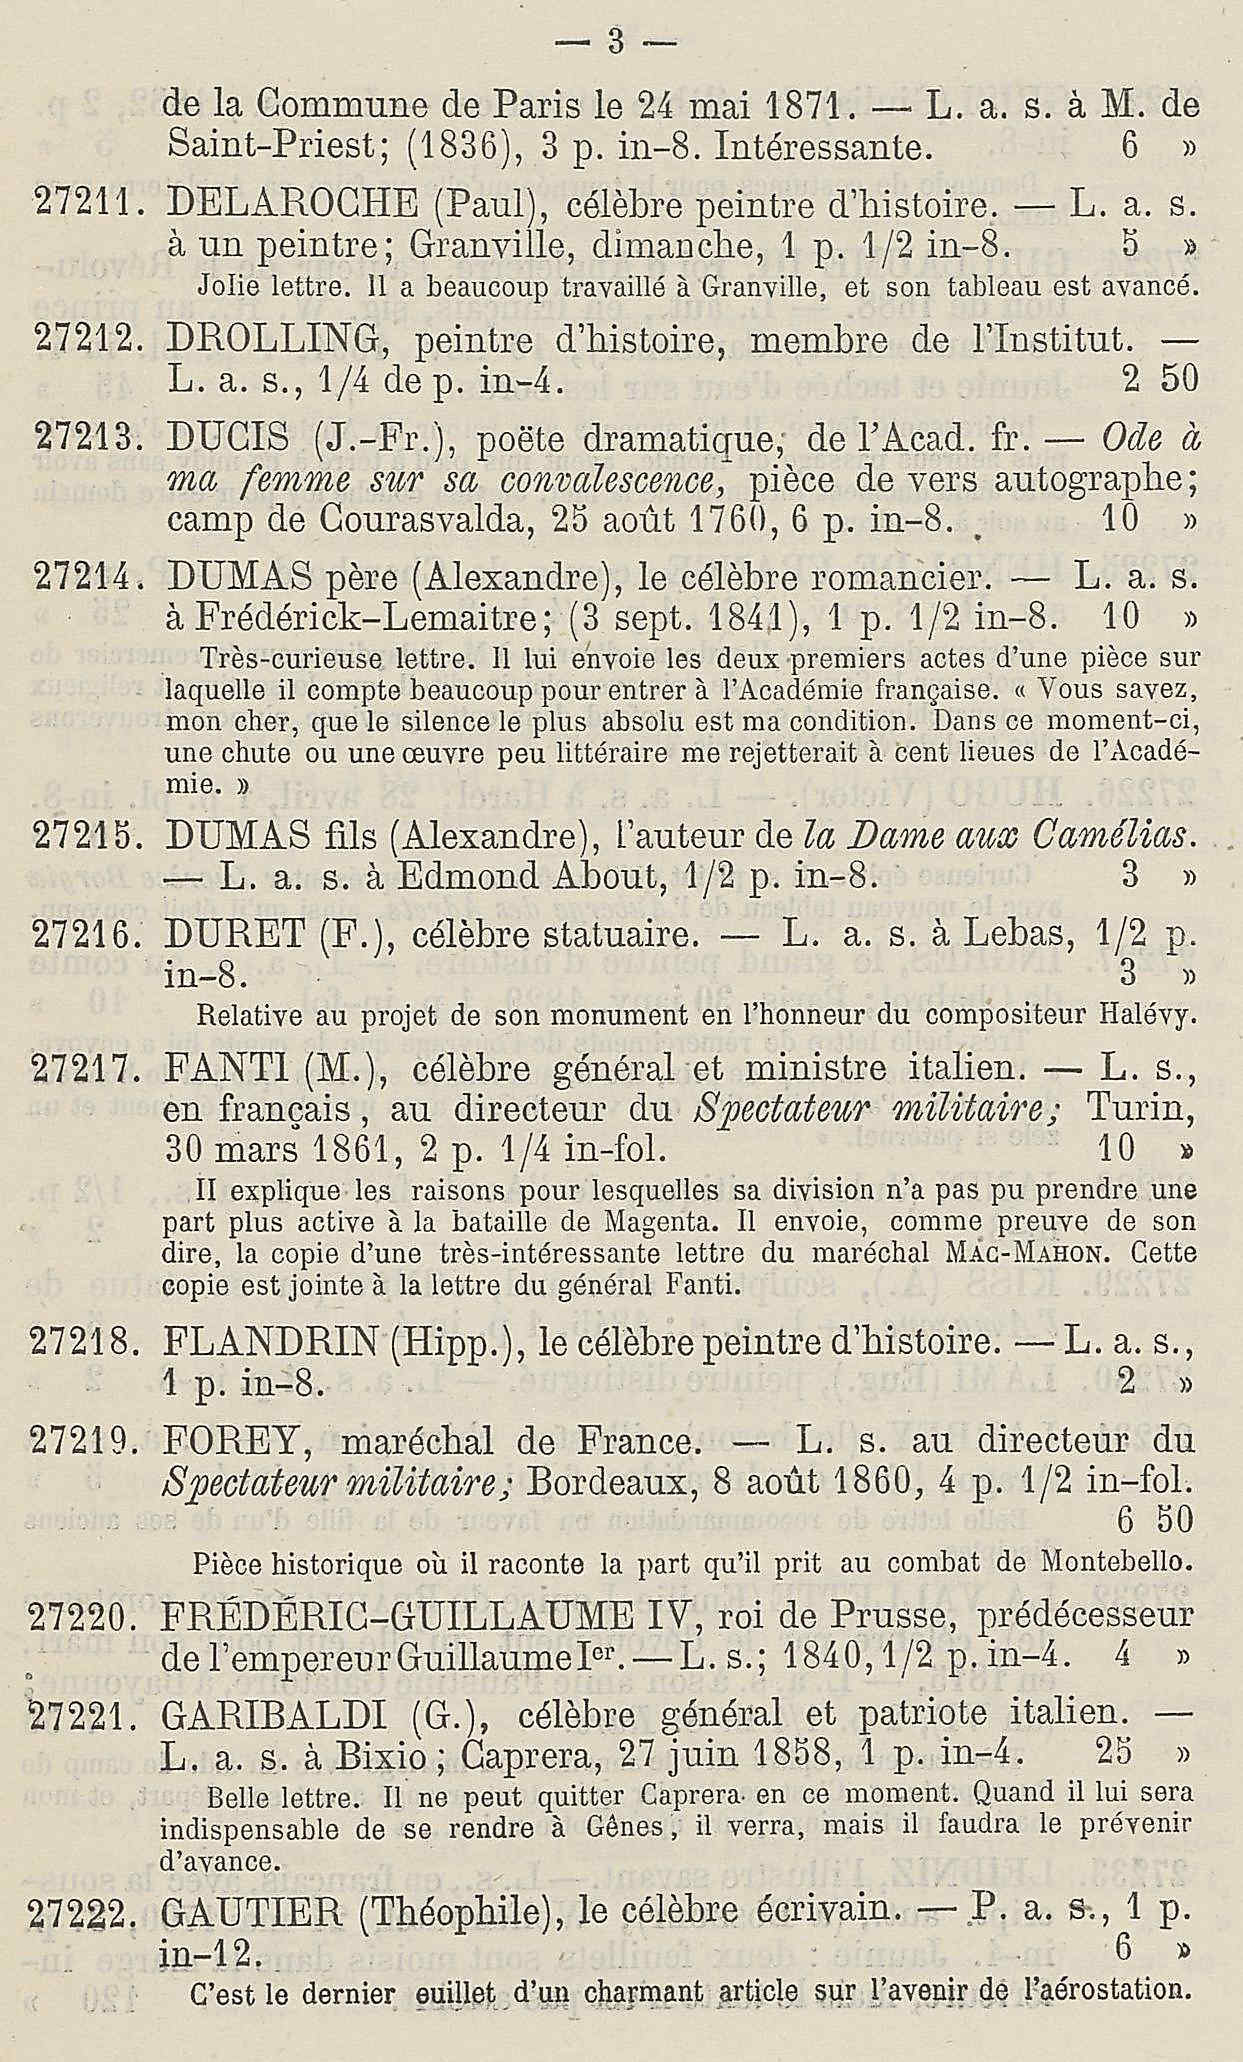 — 3 —
de la Commune de Paris le 24 mai 1871. — L. a. s. à M. de
Saint-Priest; (1836), 3 p. in-8. Intéressante. 6 »
27211. DELAROCHE (Paul), célèbre peintre d'histoire. — L. a. s.
à un peintre; Granville, dimanche, 1 p. 1/2 in-8. 5 »
Jolie lettre. Il a beaucoup travaillé à Granville, et son tableau est avancé.
27212. DROLLING, peintre d'histoire, membre de l'Institut. —
L. a. s., 1/4 de p. in-4. 2 50
27213. DUCIS (J.-Fr.), poëte dramatique, de l'Acad. fr. — Ode à
ma femme sur sa convalescence, pièce de vers autographe;
camp de Courasvalda, 25 août 1760, 6 p. in-8. 10 »
27214. DUMAS père (Alexandre), le célèbre romancier. — L. a. s.
à Frédérick-Lemaitre; (3 sept. 1841), 1 p. 1/2 in-8. 10 »
Très-curieuse lettre. Il lui envoie les deux premiers actes d'une pièce sur
laquelle il compte beaucoup pour entrer à l'Académie française. « Vous savez,
mon cher, que le silence le plus absolu est ma condition. Dans ce moment-ci,
une chute ou une œuvre peu littéraire me rejetterait à cent lieues de l'Acadé-
mie. »
27215. DUMAS fils (Alexandre), l'auteur de la Dame aux Camélias.
— L. a. s. à Edmond About, 1/2 p. in-8. 3 »
27216. DURET (F.), célèbre statuaire. — L. a. s. à Lebas, 1/2 p.
in-8. 3 »
Relative au projet de son monument en l'honneur du compositeur Halévy.
27217. FANTI (M.), célèbre général et ministre italien. — L. s.,
en français, au directeur du Spectateur militaire; Turin,
30 mars 1861, 2 p. 1/4 in-fol. 10 »
Il explique les raisons pour lesquelles sa division n'a pas pu prendre une
part plus active à la bataille de Magenta. Il envoie, comme preuve de son
dire, la copie d'une très-intéressante lettre du maréchal MAC-MAHON. Cette
copie est jointe à la lettre du général Fanti.
27218. FLANDRIN (Hipp.), le célèbre peintre d'histoire. — L. a. s.,
1 p. in-8. 2 »
27219. FOREY, maréchal de France. — L. s. au directeur du
Spectateur militaire; Bordeaux, 8 août 1860, 4 p. 1/2 in-fol.
6 50
Pièce historique où il raconte la part qu'il prit au combat de Montebello.
27220. FRÉDÉRIC-GUILLAUME IV, roi de Prusse, prédécesseur
de l'empereur Guillaume Ier. — L. s.; 1840, 1/2 p. in-4. 4 »
27221. GARIBALDI (G.), célèbre général et patriote italien. —
L. a. s. à Bixio; Caprera, 27 juin 1858, 1 p. in-4. 25 »
Belle lettre. Il ne peut quitter Caprera en ce moment. Quand il lui sera
indispensable de se rendre à Gênes, il verra, mais il faudra le prévenir
d'avance.
27222. GAUTIER (Théophile), le célèbre écrivain. — P. a. s., 1 p.
in-12. 6 »
C'est le dernier euillet d'un charmant article sur l'avenir de l'aérostation.